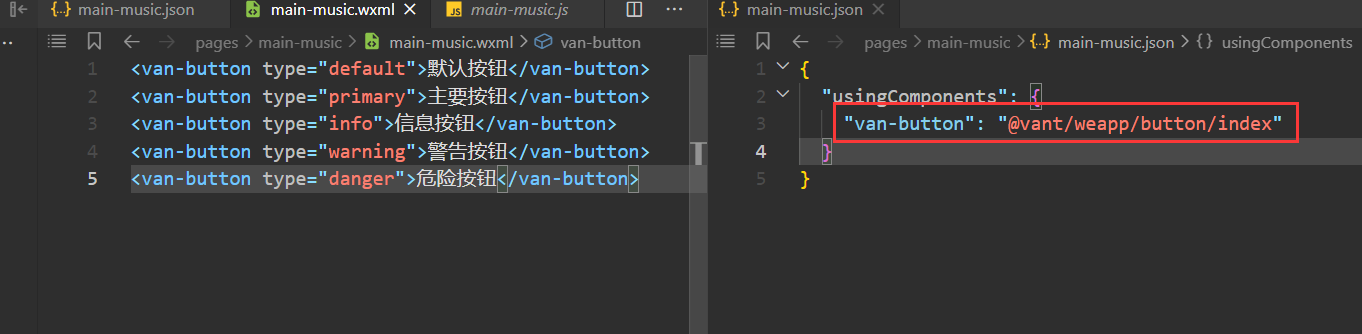 main-music.json
main-music.wxml
main-music.js
pages > main-music > main-music.wxml > van-button
1 <van-button type="default">默认按钮</van-button>
2 <van-button type="primary">主要按钮</van-button>
3 <van-button type="info">信息按钮</van-button>
4 <van-button type="warning">警告按钮</van-button>
5 <van-button type="danger">危险按钮</van-button>
main-music.json
pages > main-music > {..} main-music.json > {} usingComponents
1 {
2 "usingComponents": {
3 "van-button": "@vant/weapp/button/index"
4 }
5 }